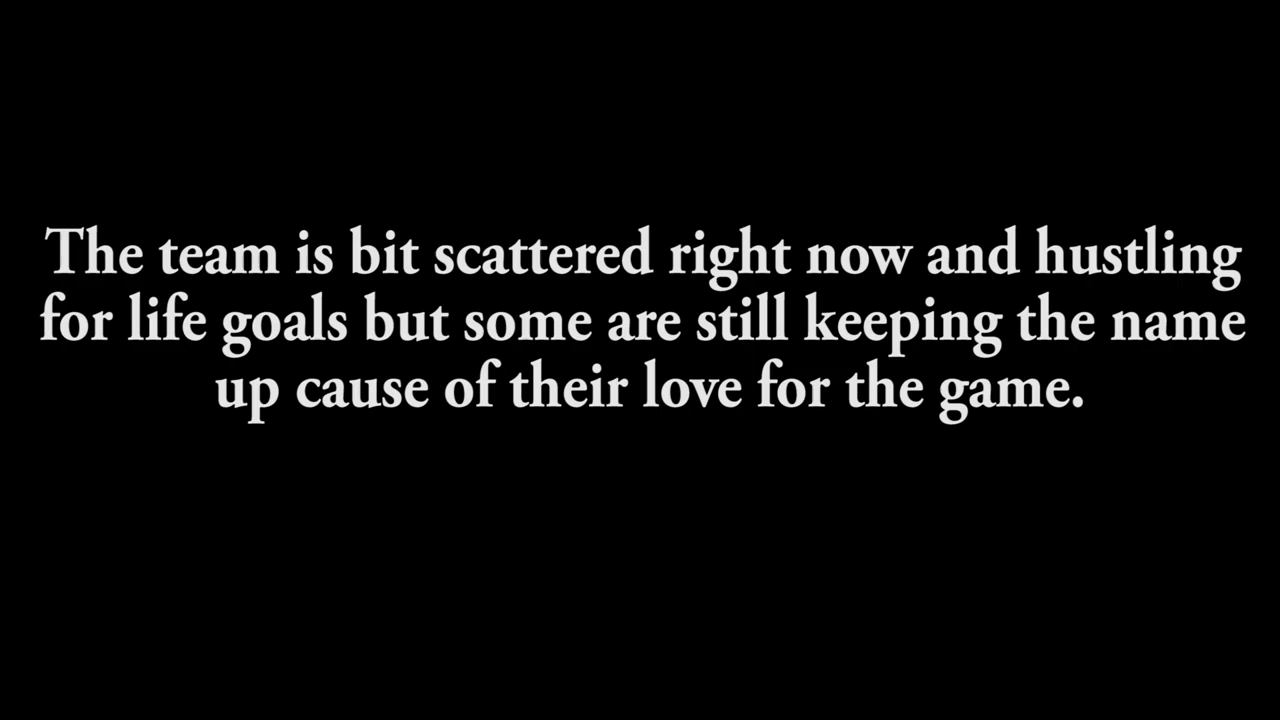 The team is bit scattered right now and hustling
for life goals but some are still keeping the name
up cause of their love for the game.